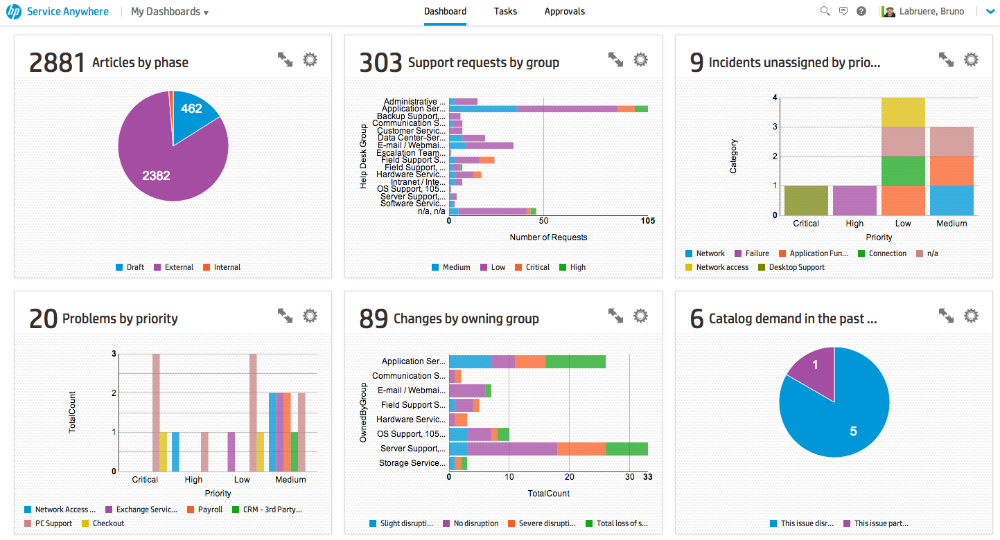 hp Service Anywhere My Dashboards Dashboard Tasks Approvals ? Labruere, Bruno
2881 Articles by phase
462
2382
Draft External Internal
303 Support requests by group
Help Desk Group
Administrative ...
Application Ser...
Backup Support,...
Communication S...
Customer Servic...
Data Center-Ser...
E-mail / Webmai...
Escalation Team...
Field Support S...
Field Support, ...
Hardware Servic...
Intranet / Inte...
OS Support, 105...
Server Support,...
Software Servic...
n/a, n/a
0 50 105
Number of Requests
Medium Low Critical High
9 Incidents unassigned by prio...
Category
4
3
2
1
0
Critical High Low Medium
Priority
Network Failure Application Fun... Connection n/a
Network access Desktop Support
20 Problems by priority
TotalCount
3
2
1
0
Critical High Low Medium
Priority
Network Access ... Exchange Servic... Payroll CRM - 3rd Party...
PC Support Checkout
89 Changes by owning group
OwnedByGroup
Application Ser...
Communication S...
E-mail / Webmai...
Field Support S...
Hardware Servic...
OS Support, 105...
Server Support,...
Storage Service...
0 10 20 30 33
TotalCount
Slight disrupti... No disruption Severe disrupti... Total loss of s...
6 Catalog demand in the past ...
1
5
This issue disr... This issue part...